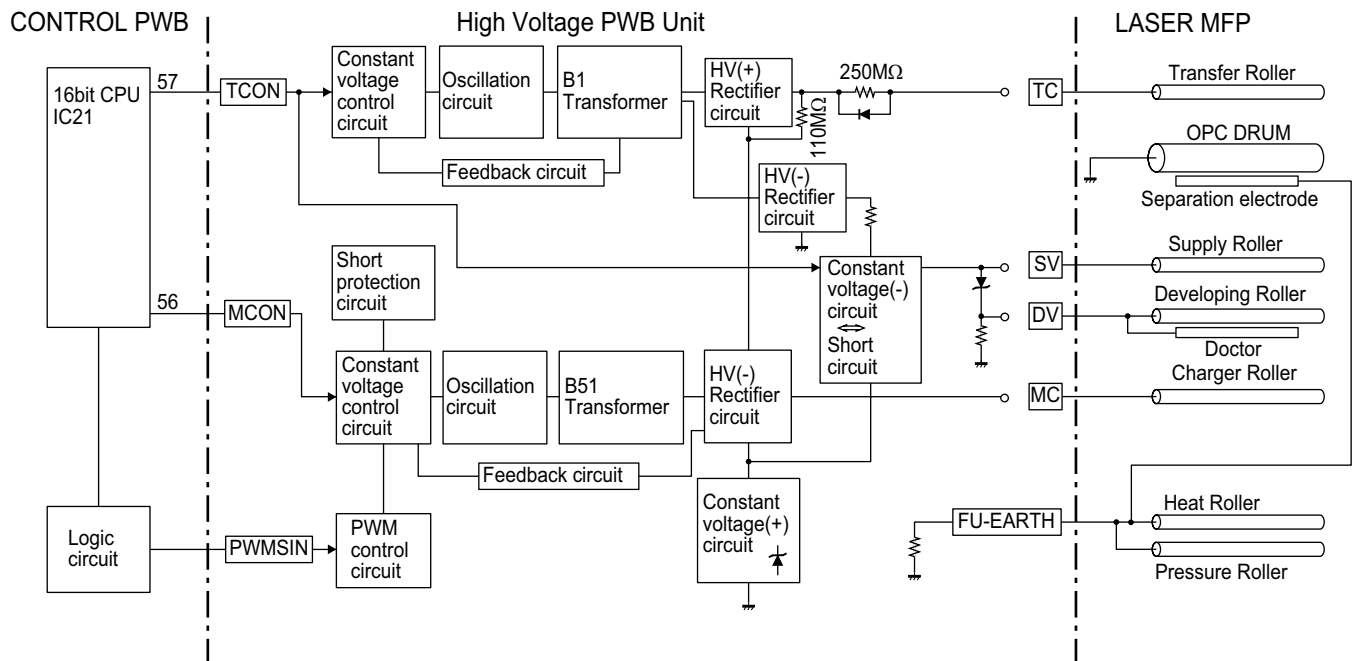 CONTROL PWB
High Voltage PWB Unit
LASER MFP
16bit CPU
IC21
57
56
TCON
MCON
Constant
voltage
control
circuit
Oscillation
circuit
B1
Transformer
Feedback circuit
HV(+)
Rectifier
circuit
250MΩ
110MΩ
HV(-)
Rectifier
circuit
TC
Transfer Roller
OPC DRUM
Separation electrode
Short
protection
circuit
Constant
voltage(-)
circuit
Short
circuit
SV
Supply Roller
DV
Developing Roller
Doctor
Constant
voltage
control
circuit
Oscillation
circuit
B51
Transformer
HV(-)
Rectifier
circuit
MC
Charger Roller
Feedback circuit
Logic
circuit
PWMSIN
PWM
control
circuit
Constant
voltage(+)
circuit
FU-EARTH
Heat Roller
Pressure Roller